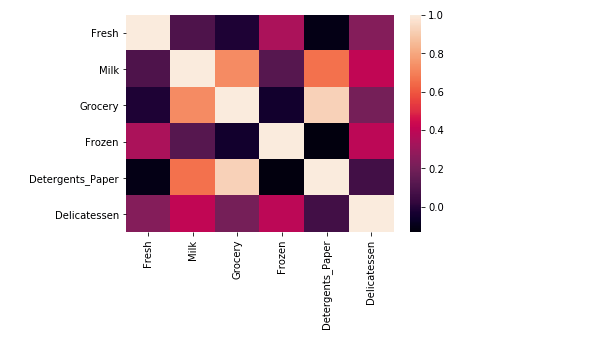 Fresh
Milk
Grocery
Frozen
Detergents_Paper
Delicatessen
Fresh
Milk
Grocery
Frozen
Detergents_Paper
Delicatessen
1.0
0.8
0.6
0.4
0.2
0.0